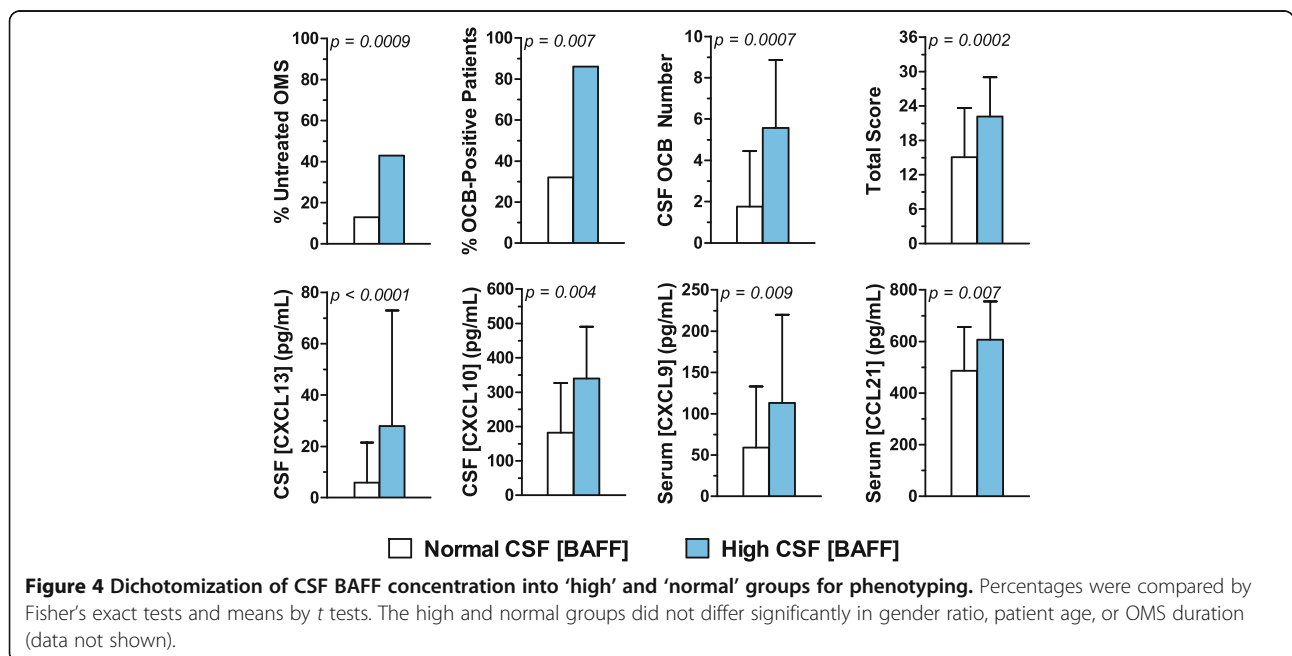 p = 0.0009
% Untreated OMS
100
80
60
40
20
0
p = 0.007
% OCB-Positive Patients
100
80
60
40
20
0
p = 0.0007
CSF OCB Number
10
8
6
4
2
0
p = 0.0002
Total Score
36
30
24
18
12
6
0
p < 0.0001
CSF [CXCL13] (pg/mL)
80
60
40
20
0
p = 0.004
CSF [CXCL10] (pg/mL)
600
500
400
300
200
100
0
p = 0.009
Serum [CXCL9] (pg/mL)
250
200
150
100
50
0
p = 0.007
Serum [CCL21] (pg/mL)
800
600
400
200
0
Normal CSF [BAFF] High CSF [BAFF]
Figure 4 Dichotomization of CSF BAFF concentration into ‘high’ and ‘normal’ groups for phenotyping. Percentages were compared by
Fisher's exact tests and means by t tests. The high and normal groups did not differ significantly in gender ratio, patient age, or OMS duration
(data not shown).